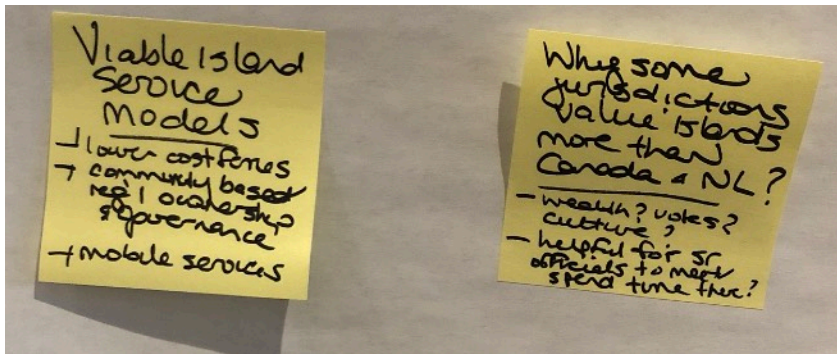 Viable island
Service
Models
- lower cost ferries
- community based
reg'l ownership
& governance
- mobile services
Why some
jurisdictions
value islands
more than
Canada & NL?
- wealth? votes?
culture?
- helpful for sr
officials to meet
spend time there?